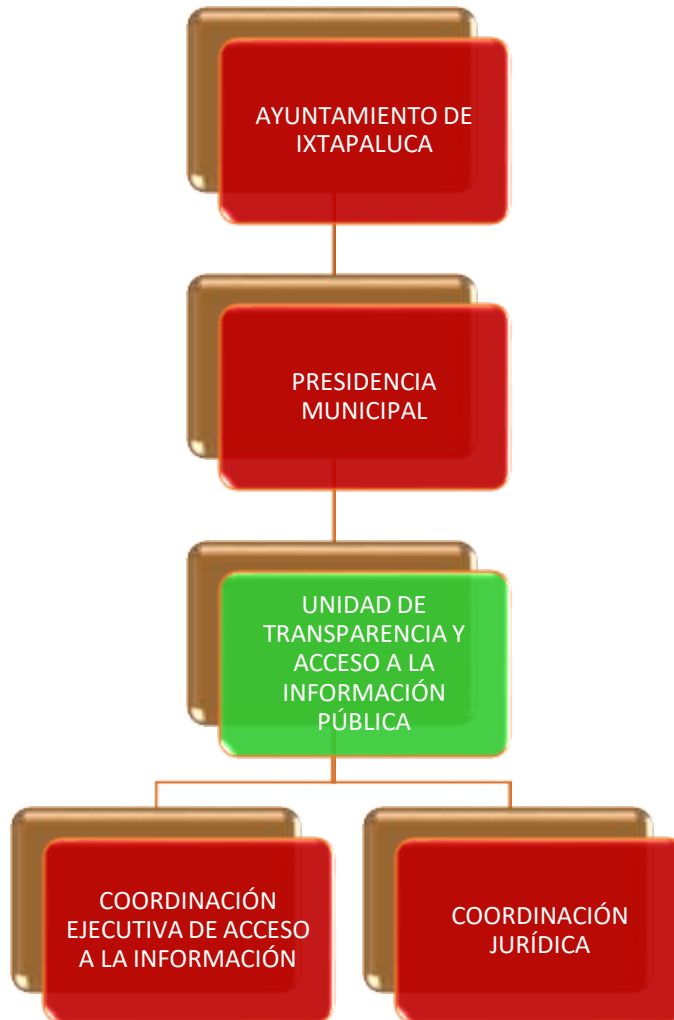 AYUNTAMIENTO DE
IXTAPALUCA
PRESIDENCIA
MUNICIPAL
UNIDAD DE
TRANSPARENCIA Y
ACCESO A LA
INFORMACIÓN
PÚBLICA
COORDINACIÓN
EJECUTIVA DE ACCESO
A LA INFORMACIÓN
COORDINACIÓN
JURÍDICA